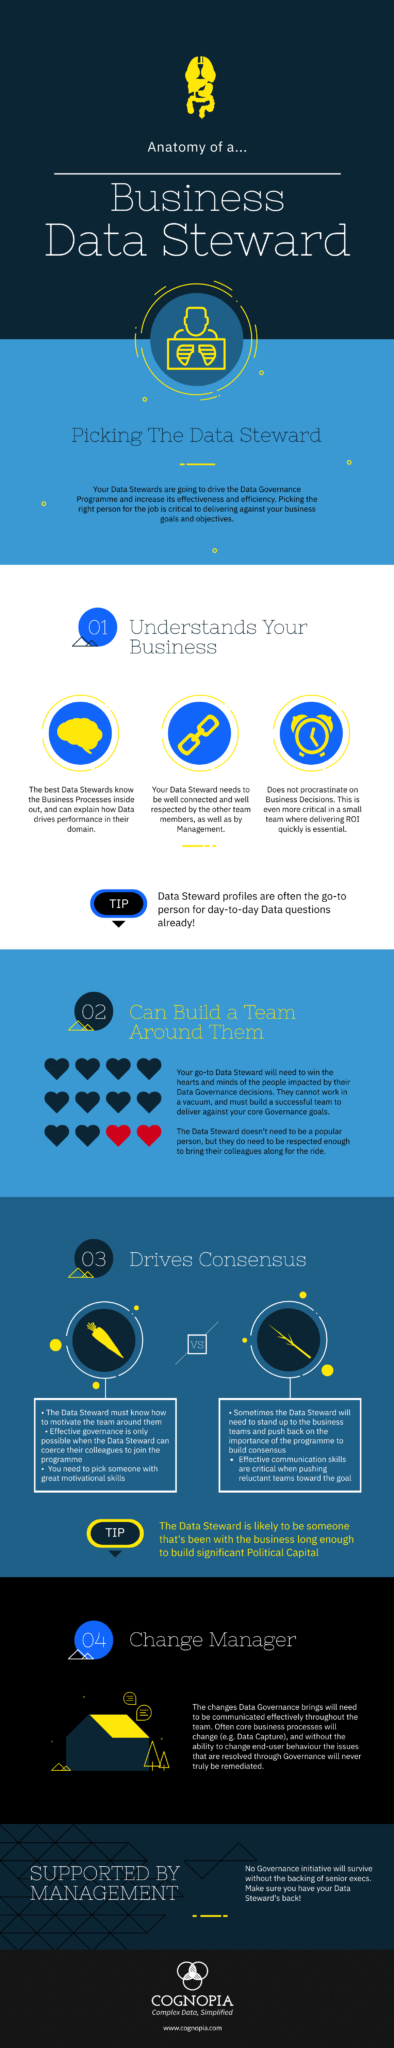 Anatomy of a...
Business
Data Steward
Picking The Data Steward
Your Data Stewards are going to drive the Data Governance
Programme and increase its effectiveness and efficiency. Picking the
right person for the job is critical to delivering against your business
goals and objectives.
01
Understands Your
Business
The best Data Stewards know
the Business Processes inside
out, and can explain how Data
drives performance in their
domain.
Your Data Steward needs to
be well connected and well
respected by the other team
members, as well as by
Management.
Does not procrastinate on
Business Decisions. This is
even more critical in a small
team where delivering ROI
quickly is essential.
TIP
Data Steward profiles are often the go-to
person for day-to-day Data questions
already!
02
Can Build a Team
Around Them
Your go-to Data Steward will need to win the
hearts and minds of the people impacted by their
Data Governance decisions. They cannot work in
a vacuum, and must build a successful team to
deliver against your core Governance goals.
The Data Steward doesn't need to be a popular
person, but they do need to be respected enough
to bring their colleagues along for the ride.
03
Drives Consensus
VS
• The Data Steward must know how
to motivate the team around them
• Effective governance is only
possible when the Data Steward can
coerce their colleagues to join the
programme
• You need to pick someone with
great motivational skills
• Sometimes the Data Steward will
need to stand up to the business
teams and push back on the
importance of the programme to
build consensus
• Effective communication skills
are critical when pushing
reluctant teams toward the goal
TIP
The Data Steward is likely to be someone
that's been with the business long enough
to build significant Political Capital
04
Change Manager
The changes Data Governance brings will need
to be communicated effectively throughout the
team. Often core business processes will
change (e.g. Data Capture), and without the
ability to change end-user behaviour the issues
that are resolved through Governance will never
truly be remediated.
SUPPORTED BY
MANAGEMENT
No Governance initiative will survive
without the backing of senior execs.
Make sure you have your Data
Steward's back!
COGNOPIA
Complex Data, Simplified
www.cognopia.com